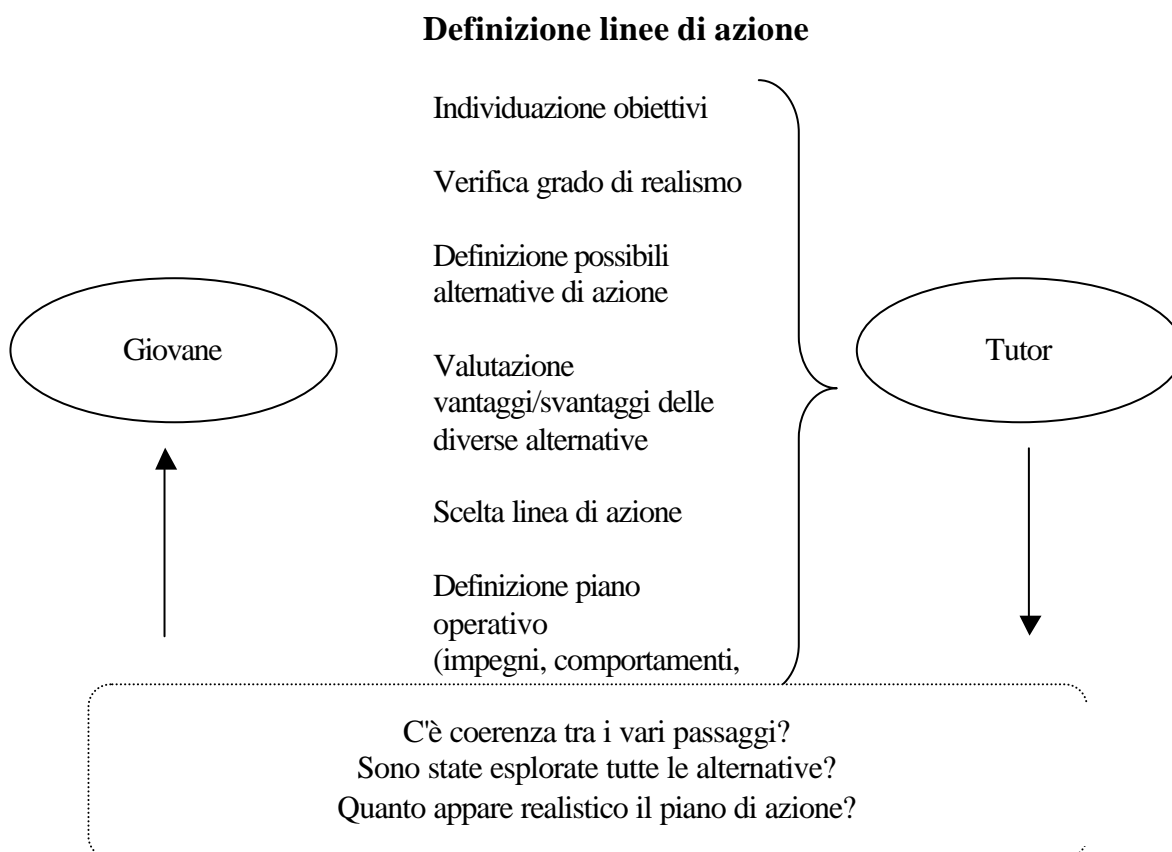 Definizione linee di azione
Individuazione obiettivi
Verifica grado di realismo
Definizione possibili
alternative di azione
Giovane
Valutazione
vantaggi/svantaggi delle
diverse alternative
Tutor
Scelta linea di azione
Definizione piano
operativo
(impegni, comportamenti,
C'è coerenza tra i vari passaggi?
Sono state esplorate tutte le alternative?
Quanto appare realistico il piano di azione?